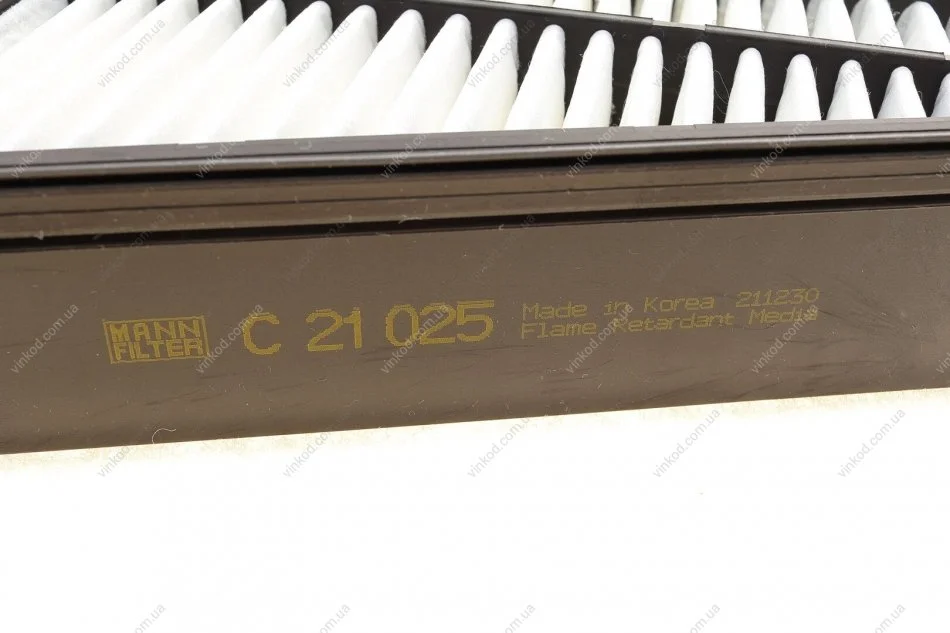 MANN
FILTER
C 21 025
Made in Korea 211230
Flame Retardant Media
vinkod.com.ua